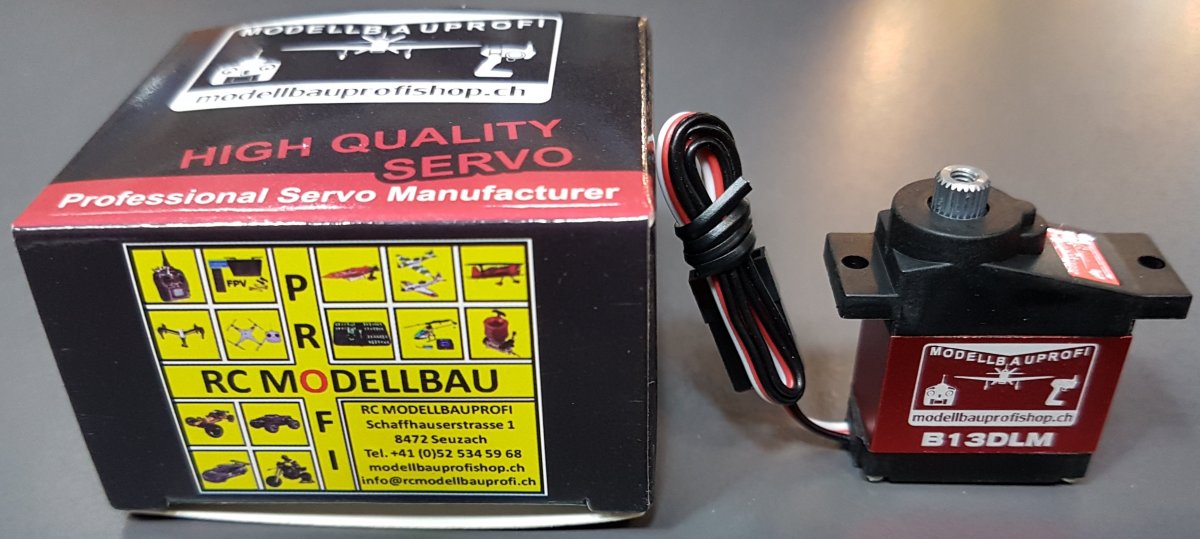 MODELLBAUPROFI
modellbauprofishop.ch
HIGH QUALITY
SERVO
Professional Servo Manufacturer
FPV
PROFI
RC MODELLBAU
RC MODELLBAUPROFI
Schaffhauserstrasse 1
8472 Seuzach
Tel. +41 (0)52 534 59 68
modellbauprofishop.ch
info@rcmodellbauprofi.ch
MODELLBAUPROFI
modellbauprofishop.ch
B13DLM